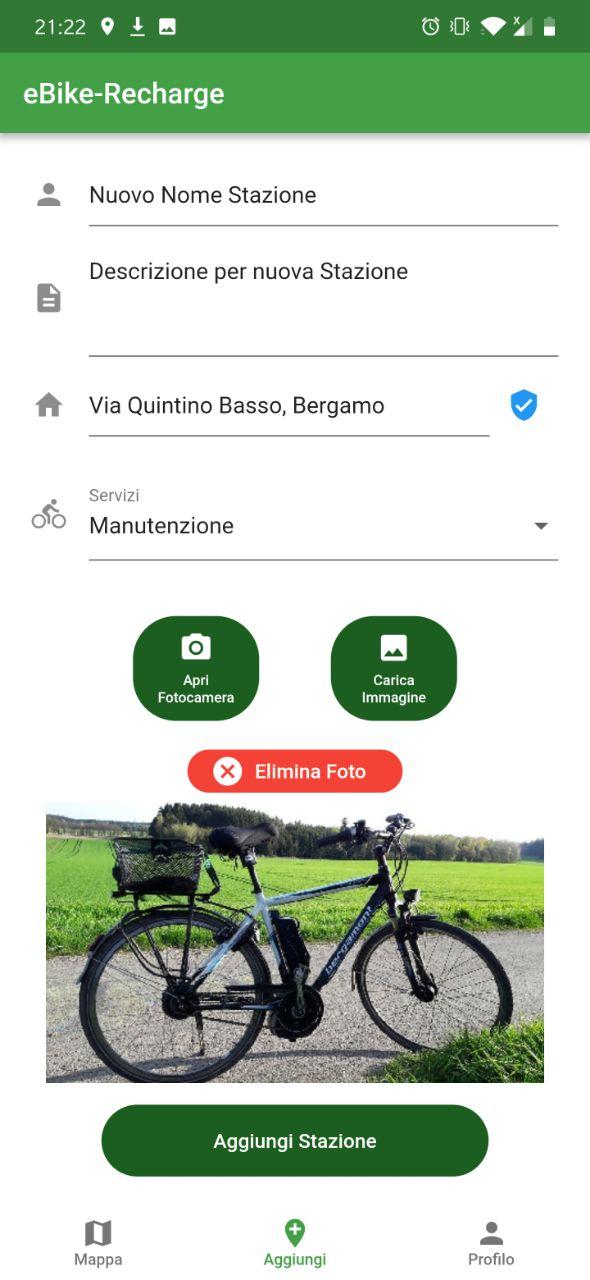 21:22
eBike-Recharge
Nuovo Nome Stazione
Descrizione per nuova Stazione
Via Quintino Basso, Bergamo
Servizi
Manutenzione
Apri
Fotocamera
Carica
Immagine
Elimina Foto
bergamont
Aggiungi Stazione
Mappa
Aggiungi
Profilo